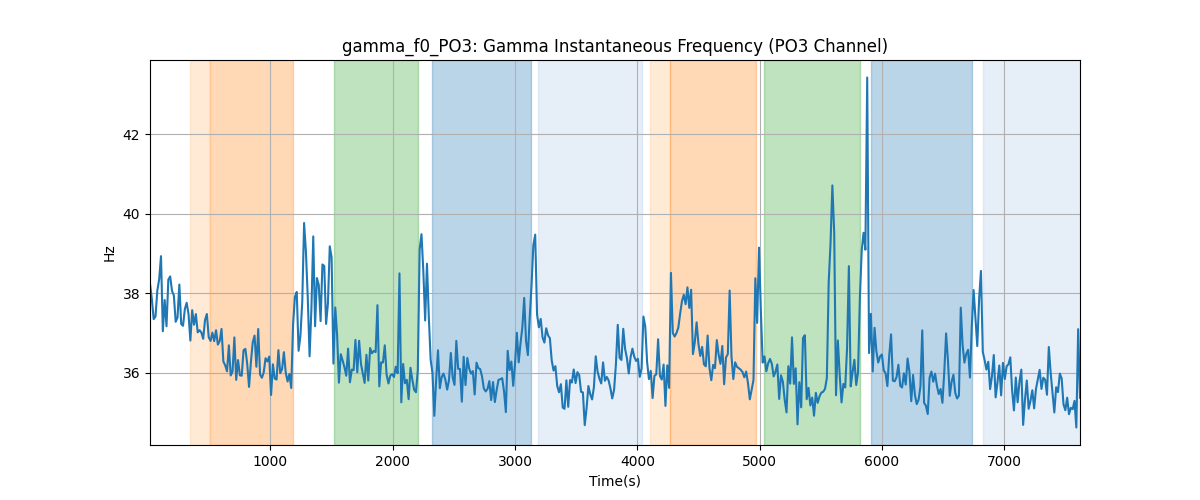 gamma_f0_PO3: Gamma Instantaneous Frequency (PO3 Channel)
Hz
42
40
38
36
1000 2000 3000 4000 5000 6000 7000
Time(s)